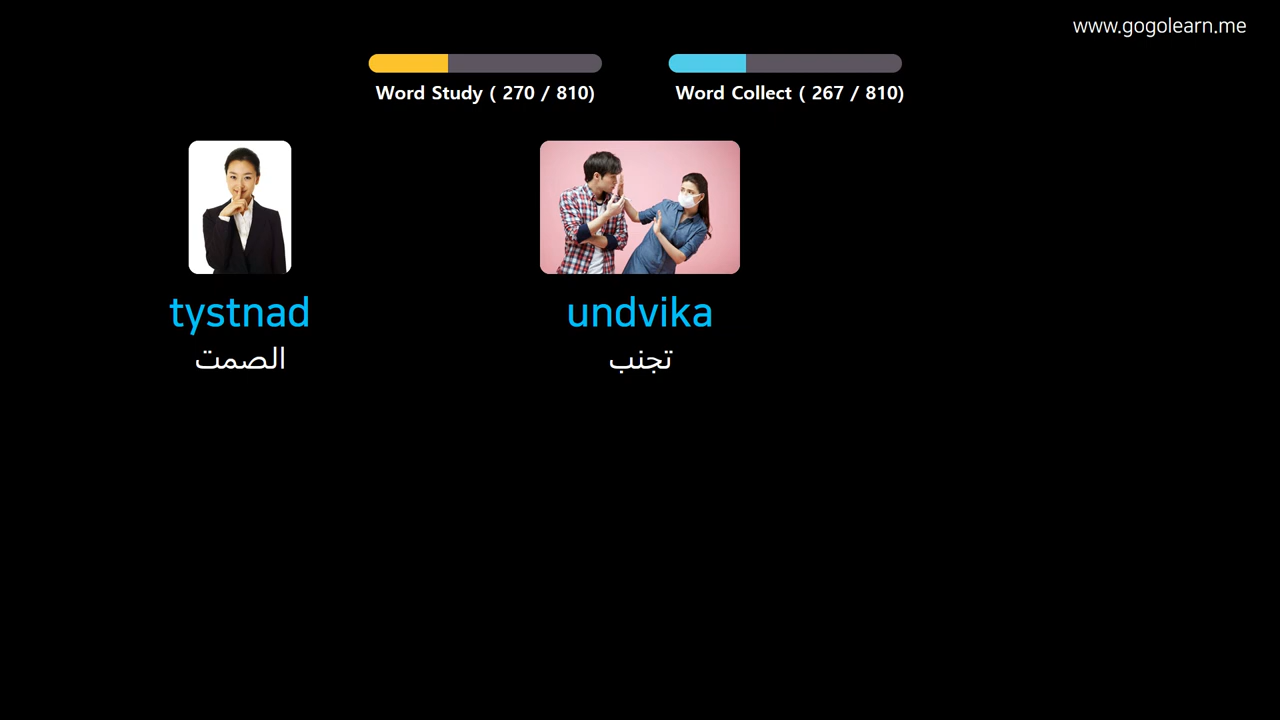 www.gogolearn.me
Word Study ( 270 / 810)
Word Collect ( 267 / 810)
tystnad
الصمت
undvika
تجنب